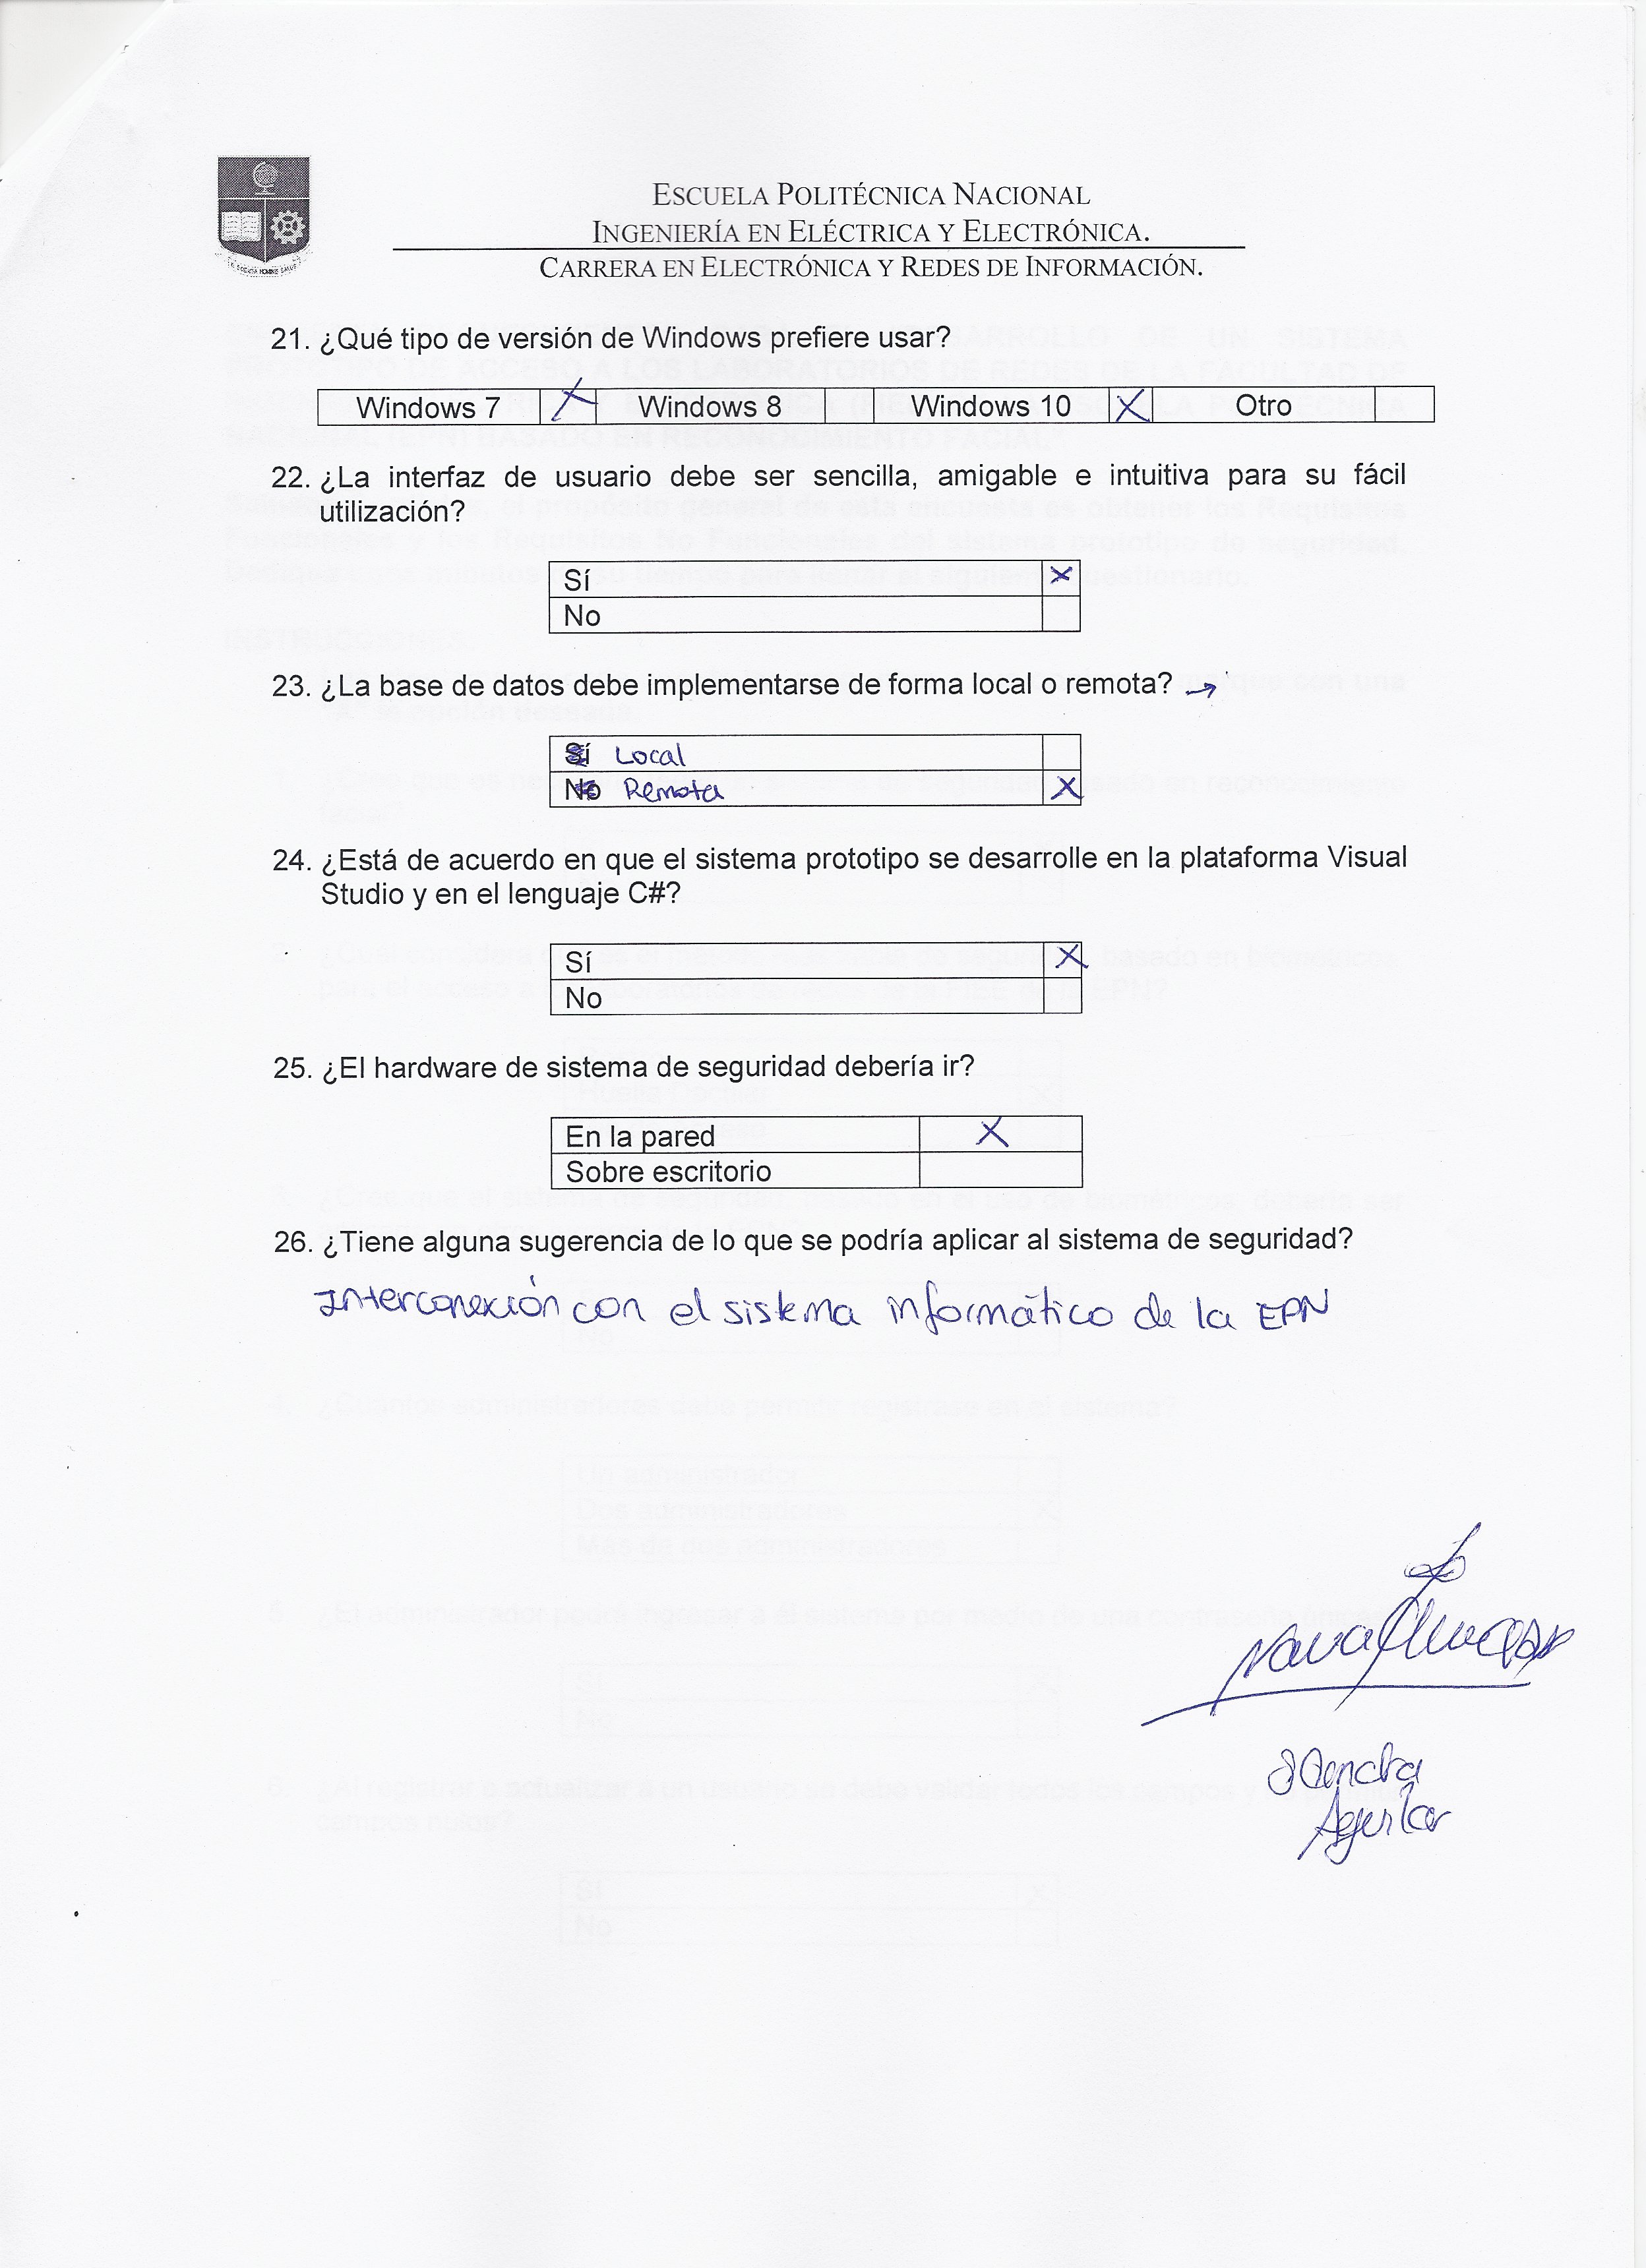 ESCUELA POLITÉCNICA NACIONAL
INGENIERÍA EN ELÉCTRICA Y ELECTRÓNICA.
CARRERA EN ELECTRÓNICA Y REDES DE INFORMACIÓN.
21. ¿Qué tipo de versión de Windows prefiere usar?
Windows 7 X Windows 8 Windows 10 X Otro
22. ¿La interfaz de usuario debe ser sencilla, amigable e intuitiva para su fácil
utilización?
Sí X
No
23. ¿La base de datos debe implementarse de forma local o remota? →
Sí Local
No Remota X
24. ¿Está de acuerdo en que el sistema prototipo se desarrolle en la plataforma Visual
Studio y en el lenguaje C#?
Sí X
No
25. ¿El hardware de sistema de seguridad debería ir?
En la pared X
Sobre escritorio
26. ¿Tiene alguna sugerencia de lo que se podría aplicar al sistema de seguridad?
Interconexión con el sistema informático de la EPN
Aguilar